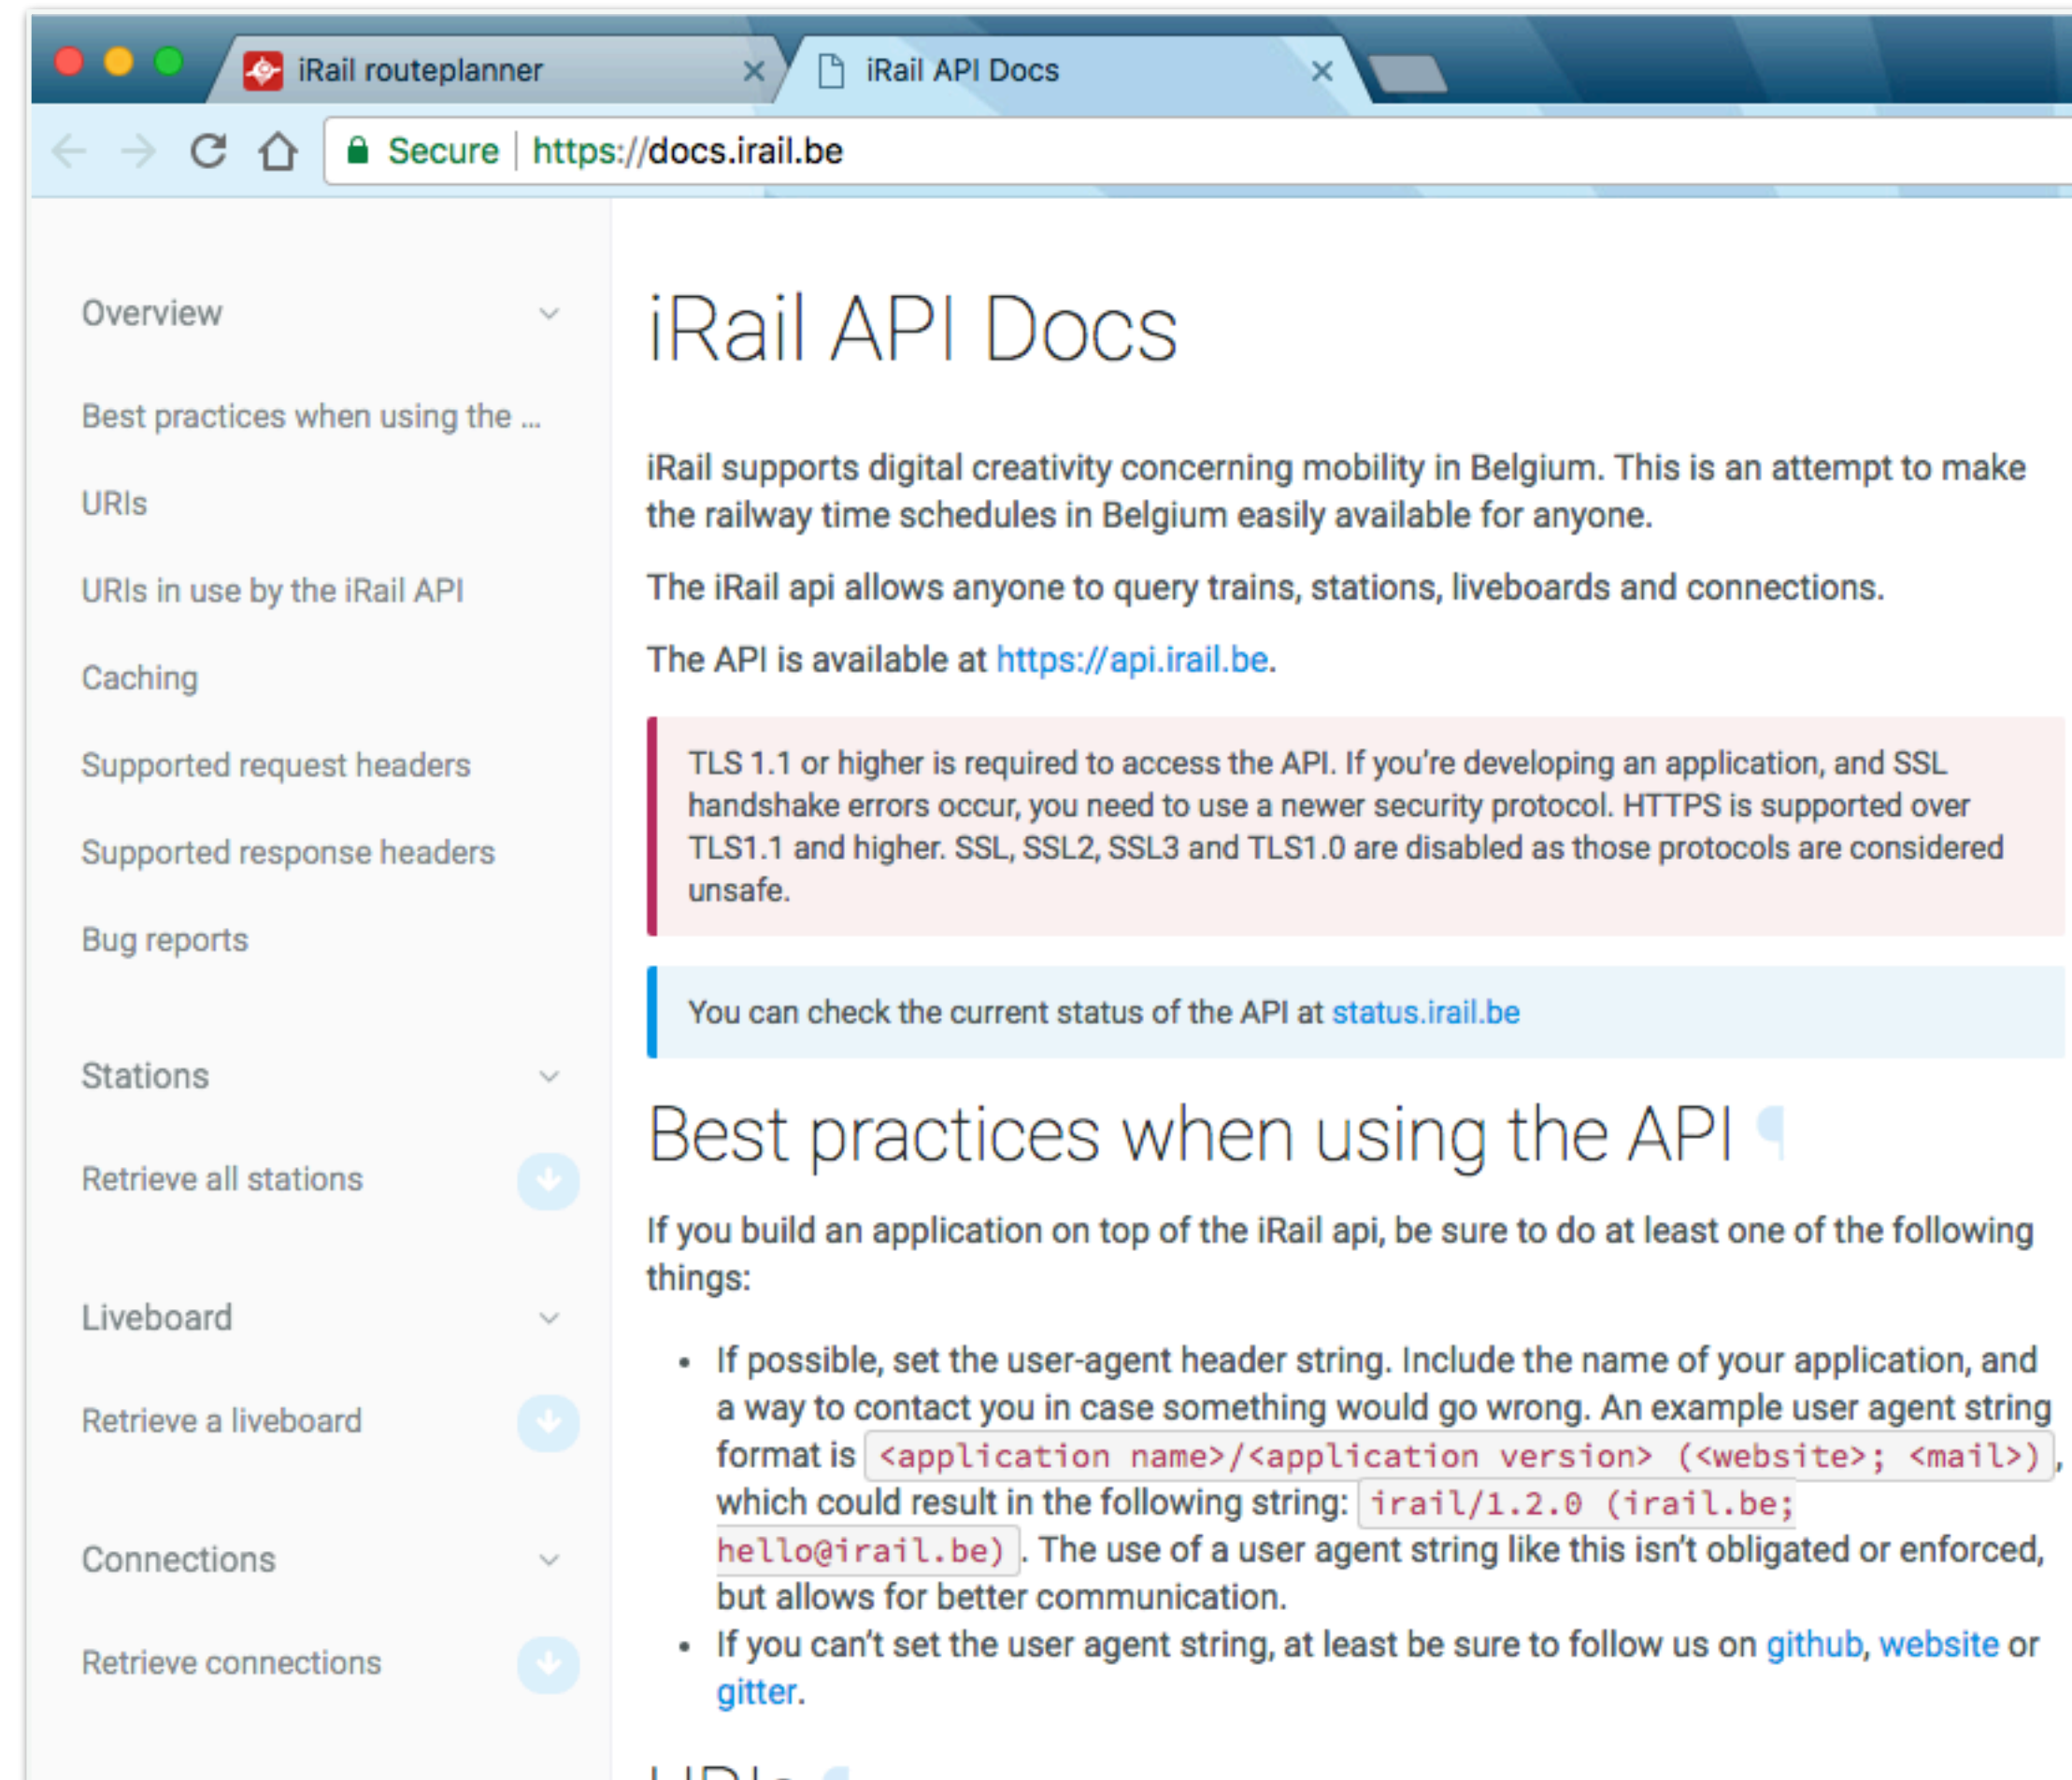 iRail routeplanner
iRail API Docs
Secure
https://docs.irail.be
Overview
Best practices when using the ...
URIs
URIs in use by the iRail API
Caching
Supported request headers
Supported response headers
Bug reports
Stations
Retrieve all stations
Liveboard
Retrieve a liveboard
Connections
Retrieve connections
iRail API Docs
iRail supports digital creativity concerning mobility in Belgium. This is an attempt to make
the railway time schedules in Belgium easily available for anyone.
The iRail api allows anyone to query trains, stations, liveboards and connections.
The API is available at https://api.irail.be.
TLS 1.1 or higher is required to access the API. If you're developing an application, and SSL
handshake errors occur, you need to use a newer security protocol. HTTPS is supported over
TLS1.1 and higher. SSL, SSL2, SSL3 and TLS1.0 are disabled as those protocols are considered
unsafe.
You can check the current status of the API at status.irail.be
Best practices when using the API ¶
If you build an application on top of the iRail api, be sure to do at least one of the following
things:
• If possible, set the user-agent header string. Include the name of your application, and
a way to contact you in case something would go wrong. An example user agent string
format is <application name>/<application version> (<website>; <mail>) ,
which could result in the following string: irail/1.2.0 (irail.be;
hello@irail.be) . The use of a user agent string like this isn't obligated or enforced,
but allows for better communication.
• If you can't set the user agent string, at least be sure to follow us on github, website or
gitter.
URIs ¶